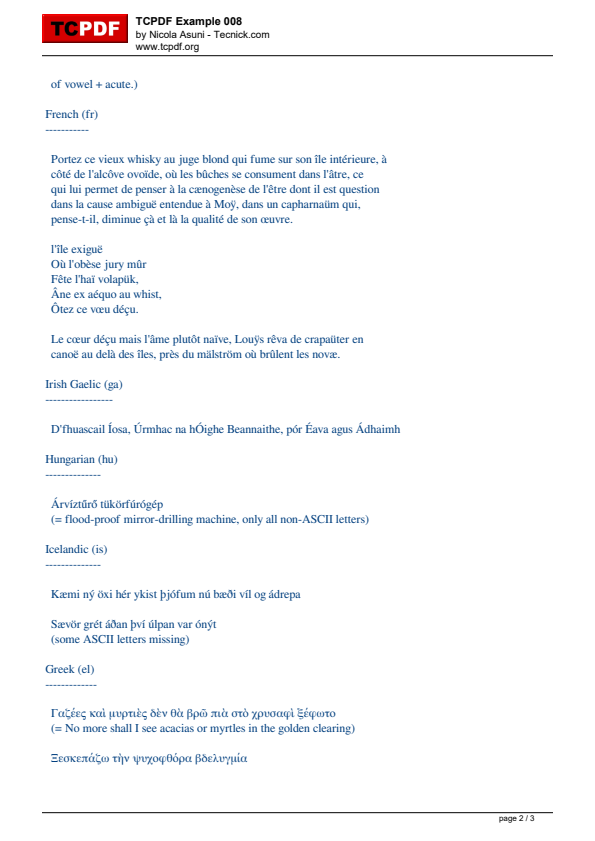 TCPDF
TCPDF Example 008
by Nicola Asuni - Tecnick.com
www.tcpdf.org
of vowel + acute.)
French (fr)
-----------
Portez ce vieux whisky au juge blond qui fume sur son île intérieure, à
côté de l'alcôve ovoïde, où les bûches se consument dans l'âtre, ce
qui lui permet de penser à la cænogenèse de l'être dont il est question
dans la cause ambiguë entendue à Moÿ, dans un capharnaüm qui,
pense-t-il, diminue çà et là la qualité de son œuvre.
l'île exiguë
Où l'obèse jury mûr
Fête l'haï volapük,
Âne ex aéquo au whist,
Ôtez ce vœu déçu.
Le cœur déçu mais l'âme plutôt naïve, Louÿs rêva de crapaüter en
canoë au delà des îles, près du mälström où brûlent les novæ.
Irish Gaelic (ga)
-----------------
D'fhuascail Íosa, Úrmhac na hÓighe Beannaithe, pór Éava agus Ádhaimh
Hungarian (hu)
--------------
Árvíztűrő tükörfúrógép
(= flood-proof mirror-drilling machine, only all non-ASCII letters)
Icelandic (is)
--------------
Kæmi ný öxi hér ykist þjófum nú bæði víl og ádrepa
Sævör grét áðan því úlpan var ónýt
(some ASCII letters missing)
Greek (el)
-------------
Γαζέες καὶ μυρτιὲς δὲν θὰ βρῶ πιὰ στὸ χρυσαφὶ ξέφωτο
(= No more shall I see acacias or myrtles in the golden clearing)
Ξεσκεπάζω τὴν ψυχοφθόρα βδελυγμία
page 2 / 3